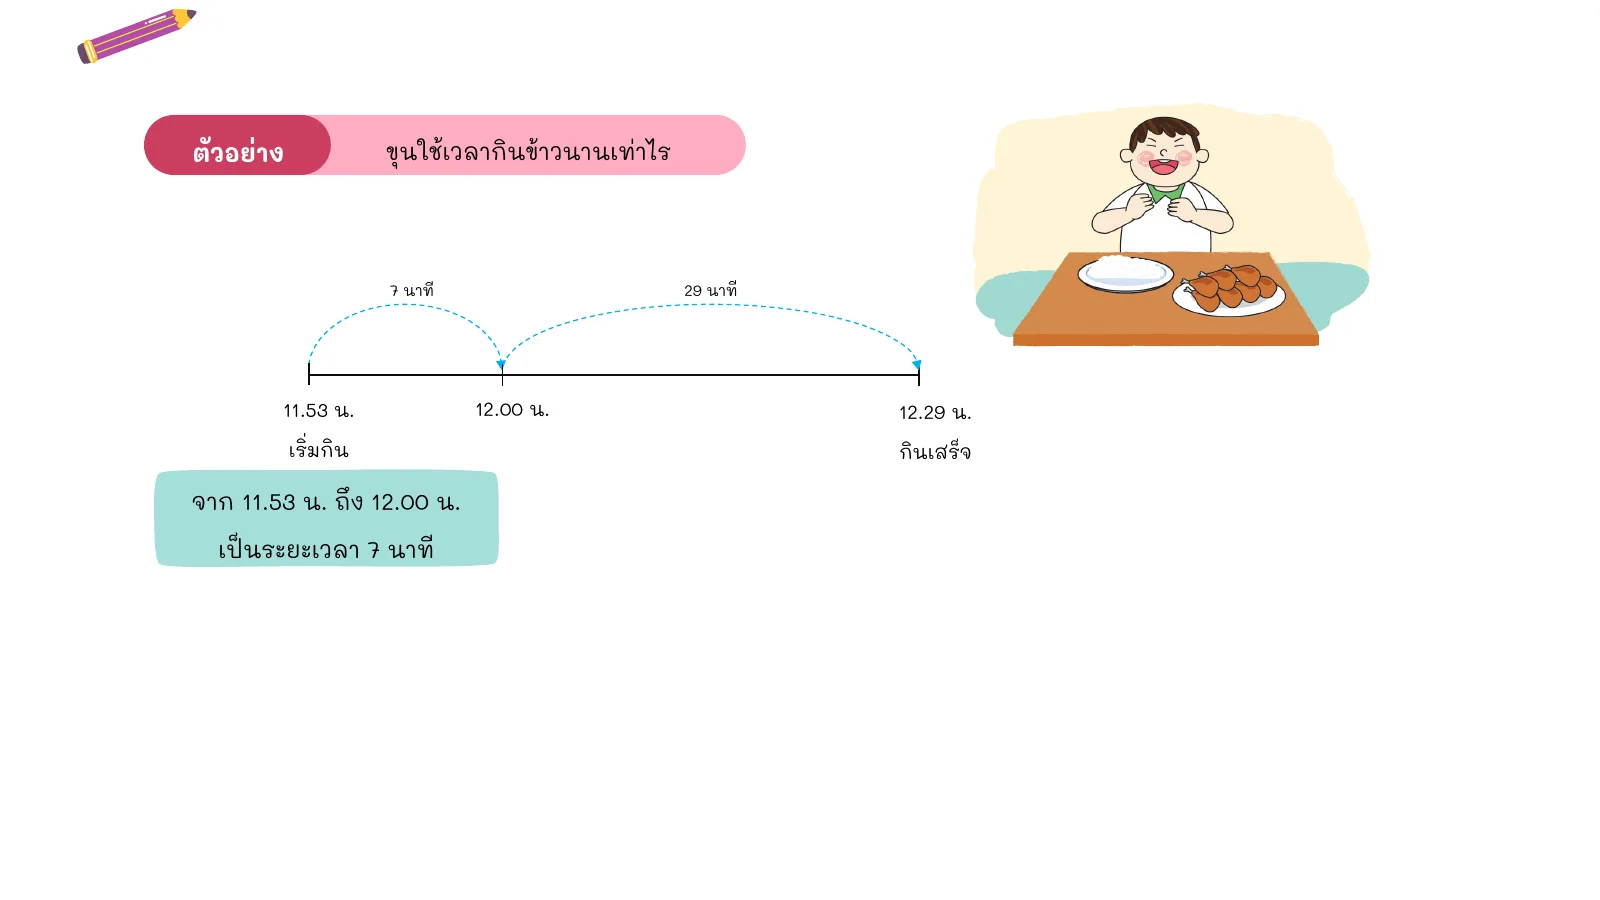 ตัวอย่าง ขุนใช้เวลากินข้าวนานเท่าไร
7 นาที 29 นาที
11.53 น. 12.00 น. 12.29 น.
เริ่มกิน กินเสร็จ
จาก 11.53 น. ถึง 12.00 น.
เป็นระยะเวลา 7 นาที